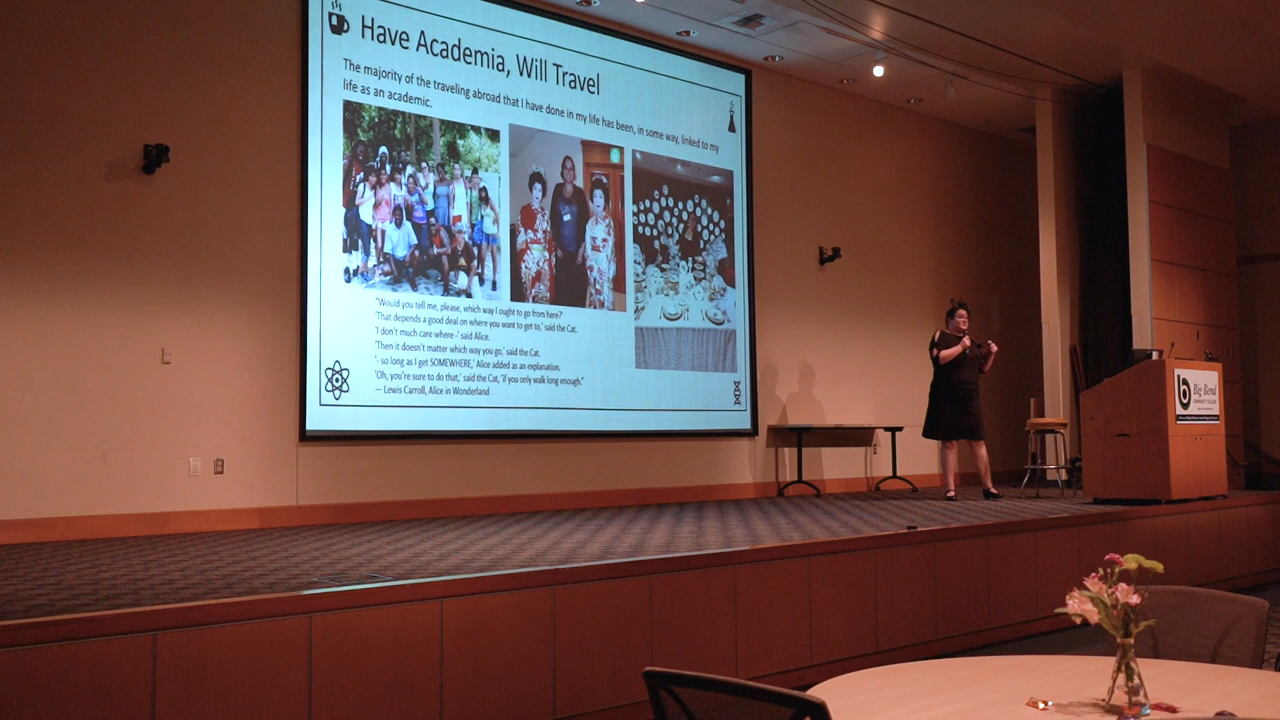 Have Academia, Will Travel
The majority of the traveling abroad that I have done in my life has been, in some way, linked to my
life as an academic.
"Would you tell me, please, which way I ought to go from here?'
'That depends a good deal on where you want to get to,' said the Cat.
'I don't much care where -' said Alice.
'Then it doesn't matter which way you go,' said the Cat.
'- so long as I get SOMEWHERE,' Alice added as an explanation.
'Oh, you're sure to do that,' said the Cat, 'if you only walk long enough."
— Lewis Carroll, Alice in Wonderland
Big Bend
COMMUNITY COLLEGE